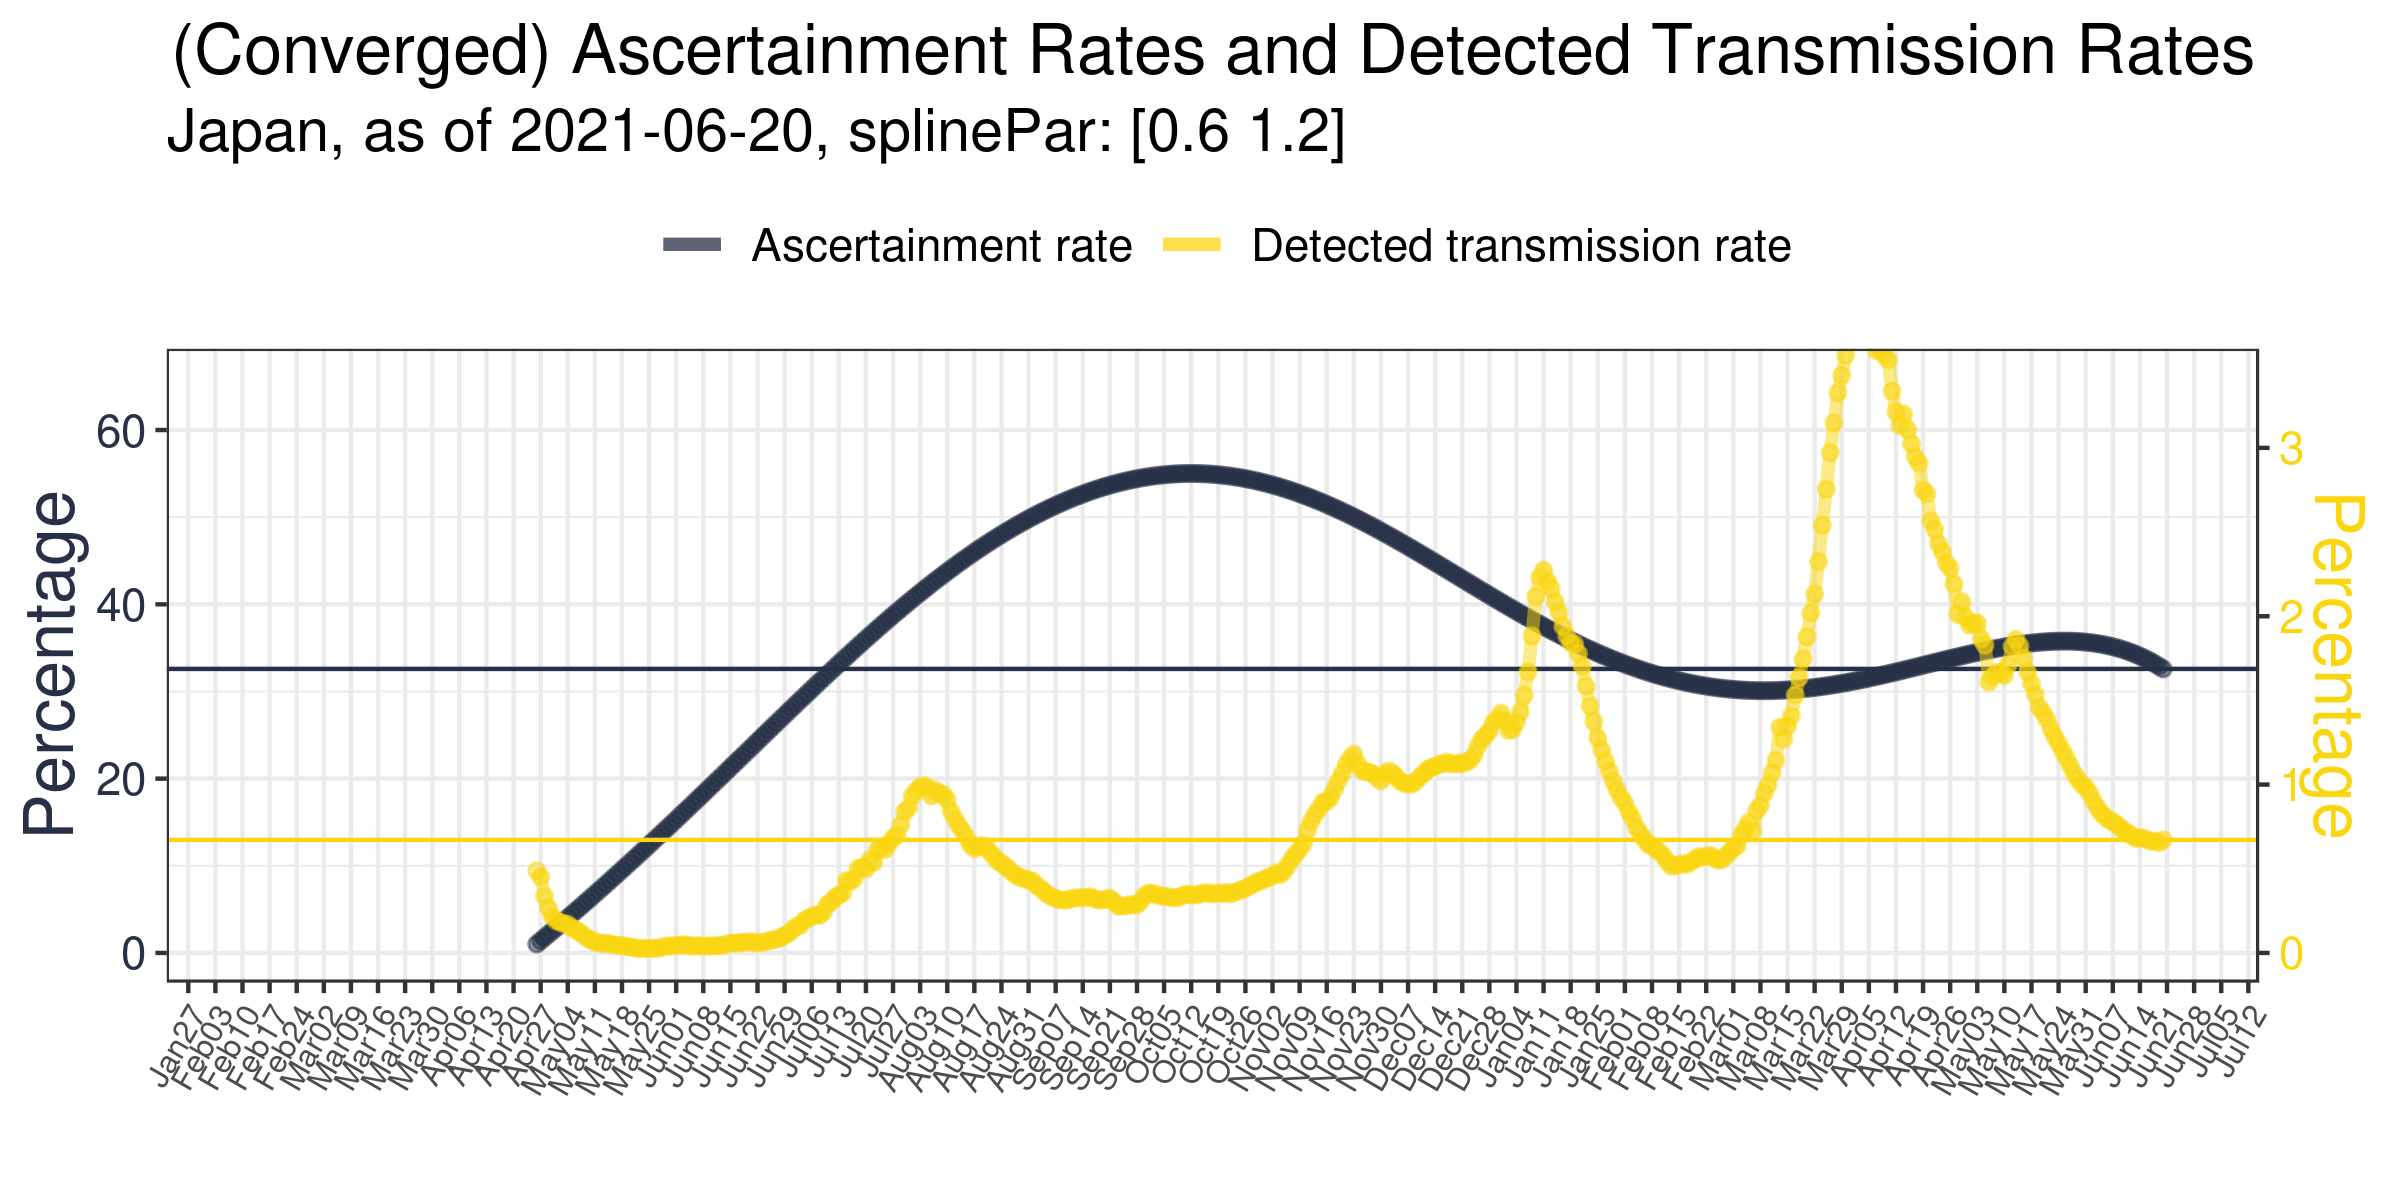 (Converged) Ascertainment Rates and Detected Transmission Rates
Japan, as of 2021-06-20, splinePar: [0.6 1.2]
Ascertainment rate
Detected transmission rate
Percentage
60
40
20
0
3
2
1
0
Percentage
Jan27
Feb03
Feb10
Feb17
Feb24
Mar02
Mar09
Mar16
Mar23
Mar30
Apr06
Apr13
Apr20
Apr27
May04
May11
May18
May25
Jun01
Jun08
Jun15
Jun22
Jun29
Jul06
Jul13
Jul20
Jul27
Aug03
Aug10
Aug17
Aug24
Aug31
Sep07
Sep14
Sep21
Sep28
Oct05
Oct12
Oct19
Oct26
Nov02
Nov09
Nov16
Nov23
Nov30
Dec07
Dec14
Dec21
Dec28
Jan04
Jan11
Jan18
Jan25
Feb01
Feb08
Feb15
Feb22
Mar01
Mar08
Mar15
Mar22
Mar29
Apr05
Apr12
Apr19
Apr26
May03
May10
May17
May24
May31
Jun07
Jun14
Jun21
Jun28
Jul05
Jul12